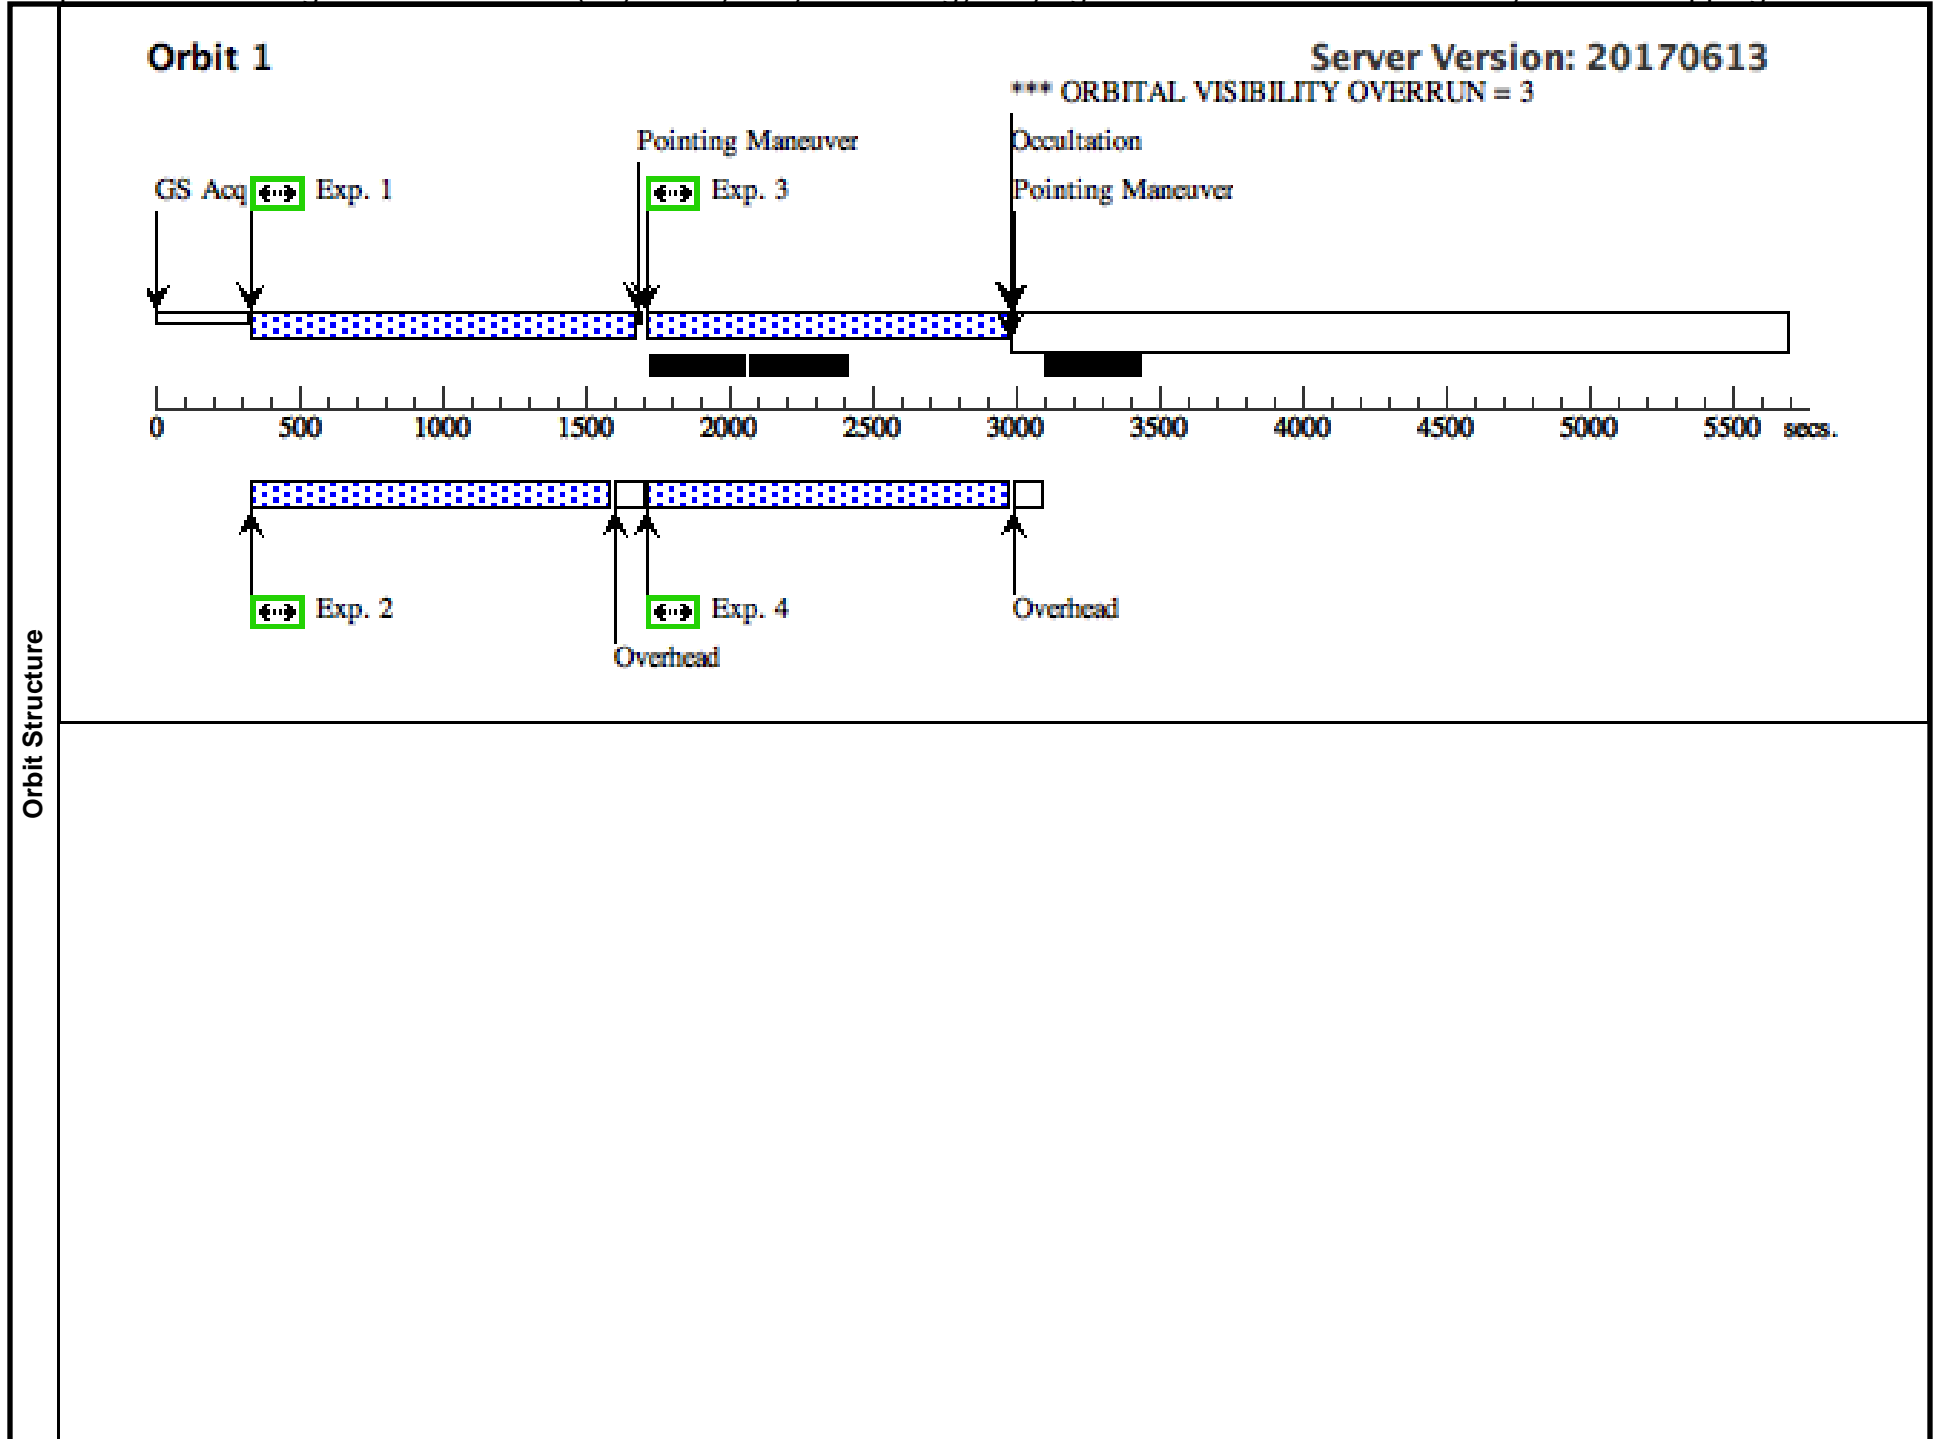 Orbit 1
Server Version: 20170613
*** ORBITAL VISIBILITY OVERRUN = 3
Pointing Maneuver
Occultation
GS Acq
Exp. 1
Exp. 3
Pointing Maneuver
0 500 1000 1500 2000 2500 3000 3500 4000 4500 5000 5500 secs.
Exp. 2
Exp. 4
Overhead
Overhead
Orbit Structure